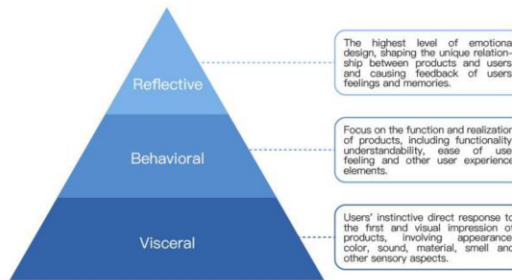 Reflective
The highest level of emotional
design, shaping the unique relation-
ship between products and users
and causing feedback of users'
feelings and memories.
Behavioral
Focus on the function and realization
of products, including functionality,
understandability, ease of use,
feeling and other user experience
elements.
Visceral
Users' instinctive direct response to
the first and visual impression of
products, involving appearance,
color, sound, material, smell and
other sensory aspects.